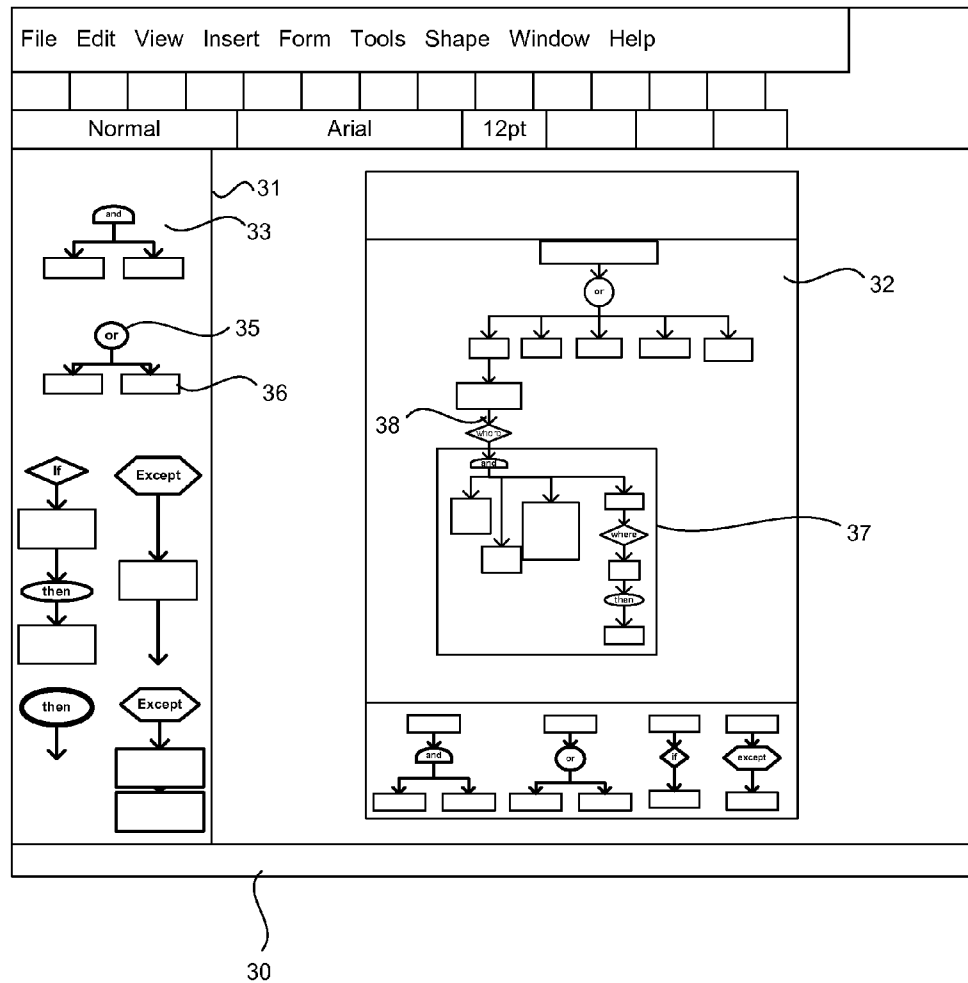 File Edit View Insert Form Tools Shape Window Help
Normal Arial 12pt
31
and
33
32
or
or
35
36
38
where
If
Except
and
37
where
then
then
then
Except
and
or
if
except
30